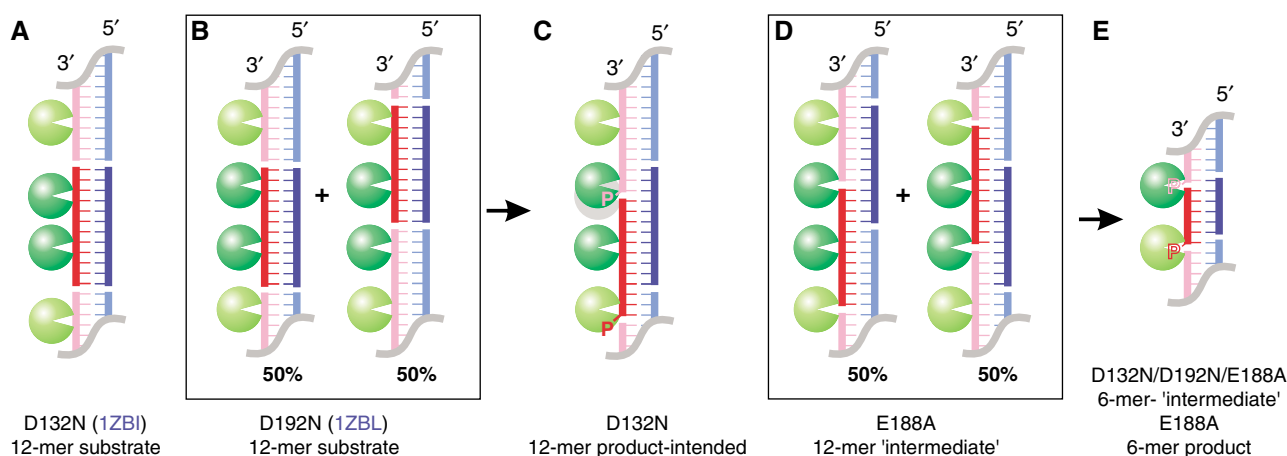 A
B
C
D
E
5′
3′
5′
3′
5′
3′
5′
3′
5′
3′
5′
3′
5′
3′
+
+
P
P
P
P
50%
50%
50%
50%
D132N (1ZBI)
12-mer substrate
D192N (1ZBL)
12-mer substrate
D132N
12-mer product-intended
E188A
12-mer 'intermediate'
D132N/D192N/E188A
6-mer- 'intermediate'
E188A
6-mer product